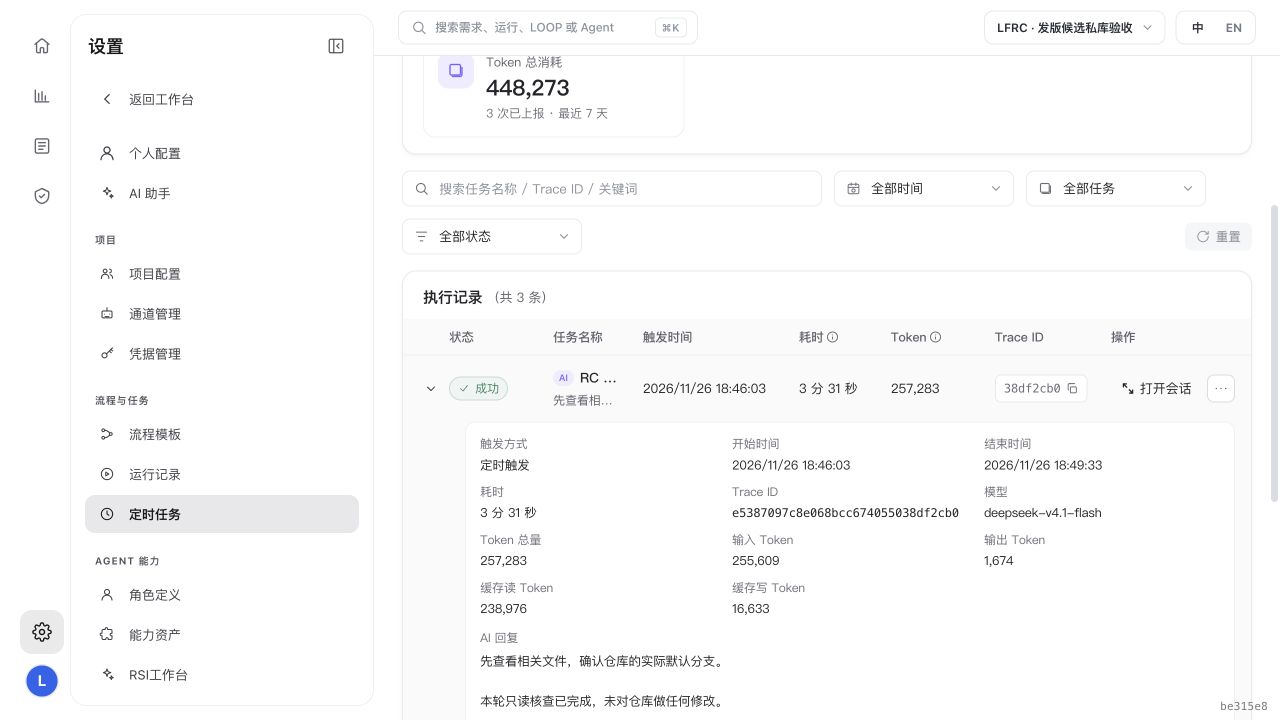 设置
返回工作台
个人配置
AI 助手
项目
项目配置
通道管理
凭据管理
流程与任务
流程模板
运行记录
定时任务
AGENT 能力
角色定义
能力资产
RSI工作台
L
搜索需求、运行、LOOP 或 Agent ⌘K
LFRC · 发版候选私库验收
中 EN
Token 总消耗
448,273
3 次已上报 · 最近 7 天
搜索任务名称 / Trace ID / 关键词
全部时间
全部任务
全部状态
重置
执行记录 (共 3 条)
状态 任务名称 触发时间 耗时 Token Trace ID 操作
成功 AI RC ... 2026/11/26 18:46:03 3 分 31 秒 257,283 38df2cb0 打开会话 ...
先查看相...
触发方式 开始时间 结束时间
定时触发 2026/11/26 18:46:03 2026/11/26 18:49:33
耗时 Trace ID 模型
3 分 31 秒 e5387097c8e068bcc674055038df2cb0 deepseek-v4.1-flash
Token 总量 输入 Token 输出 Token
257,283 255,609 1,674
缓存读 Token 缓存写 Token
238,976 16,633
AI 回复
先查看相关文件，确认仓库的实际默认分支。
本轮只读核查已完成，未对仓库做任何修改。
be315e8